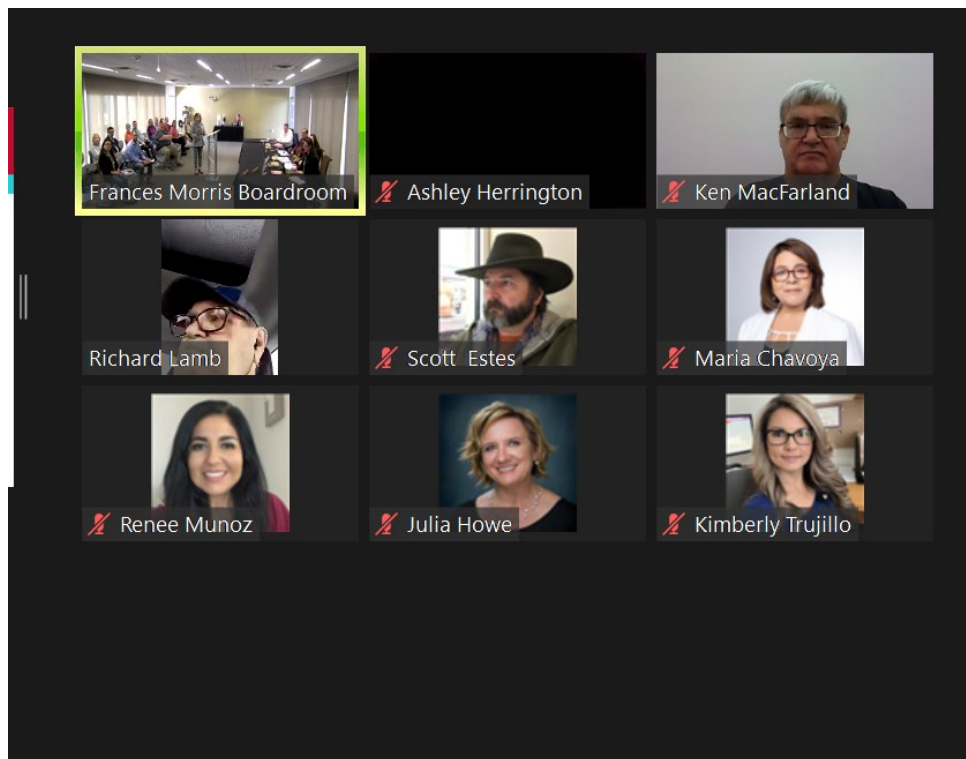 Frances Morris Boardroom
Ashley Herrington
Ken MacFarland
Richard Lamb
Scott Estes
Maria Chavoya
Renee Munoz
Julia Howe
Kimberly Trujillo